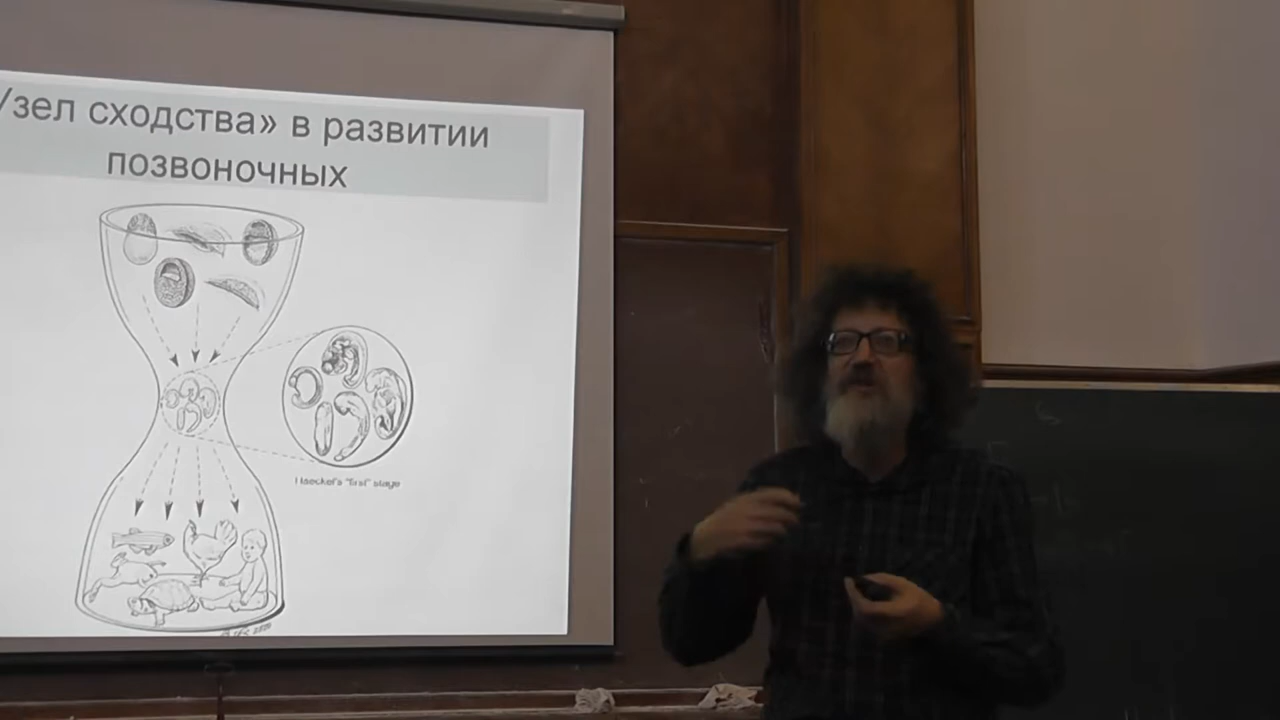 Узел сходства» в развитии
позвоночных
Haeckel's "first" stage